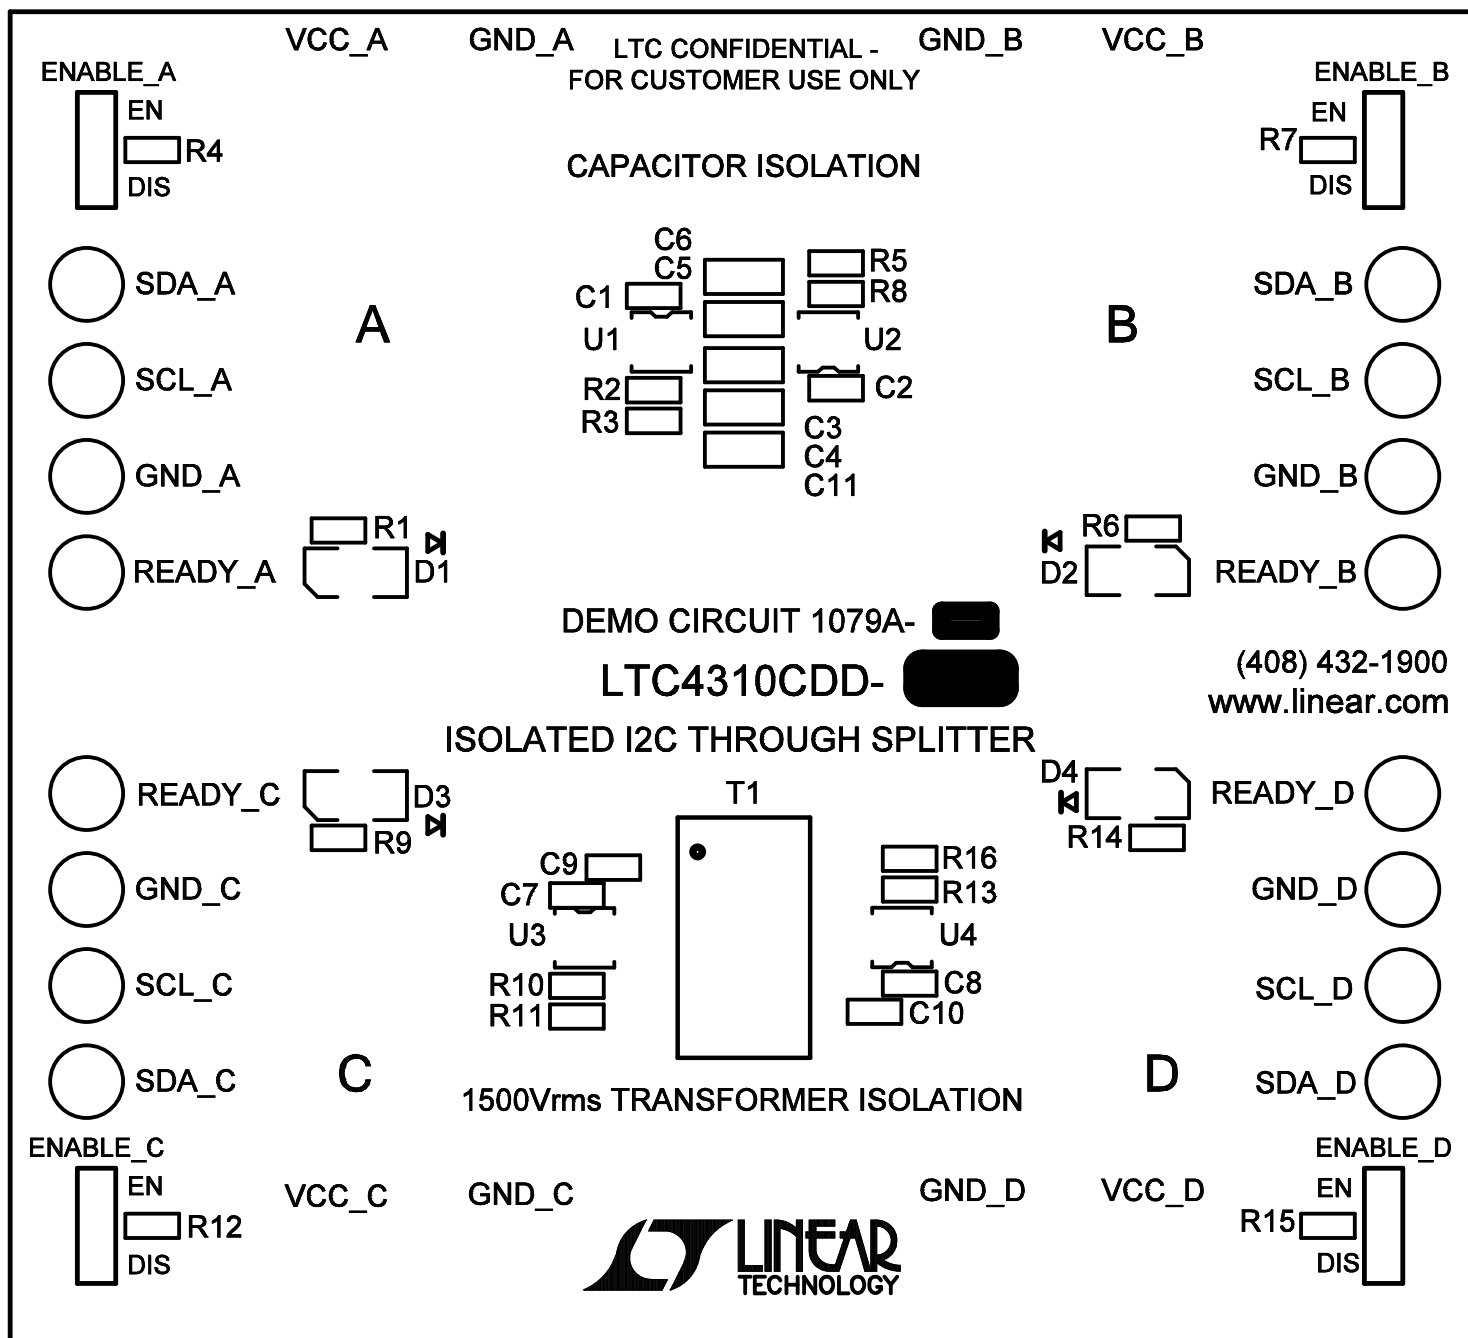 VCC_A GND_A LTC CONFIDENTIAL - GND_B VCC_B
FOR CUSTOMER USE ONLY
ENABLE_A ENABLE_B
EN EN
R4 R7
DIS DIS
CAPACITOR ISOLATION
C6
C5 R5
SDA_A C1 R8 SDA_B
A U1 U2 B
SCL_A R2 C2 SCL_B
R3 C3
C4
GND_A C11 GND_B
R1 R6
READY_A D1 D2 READY_B
DEMO CIRCUIT 1079A-
LTC4310CDD- (408) 432-1900
www.linear.com
ISOLATED I2C THROUGH SPLITTER
READY_C D3 T1 D4 READY_D
R9 R14
C9 R16
GND_C C7 R13 GND_D
U3 U4
SCL_C R10 C8 SCL_D
R11 C10
SDA_C C D SDA_D
1500Vrms TRANSFORMER ISOLATION
ENABLE_C ENABLE_D
EN VCC_C GND_C GND_D VCC_D EN
R12 R15
DIS DIS
LINEAR
TECHNOLOGY